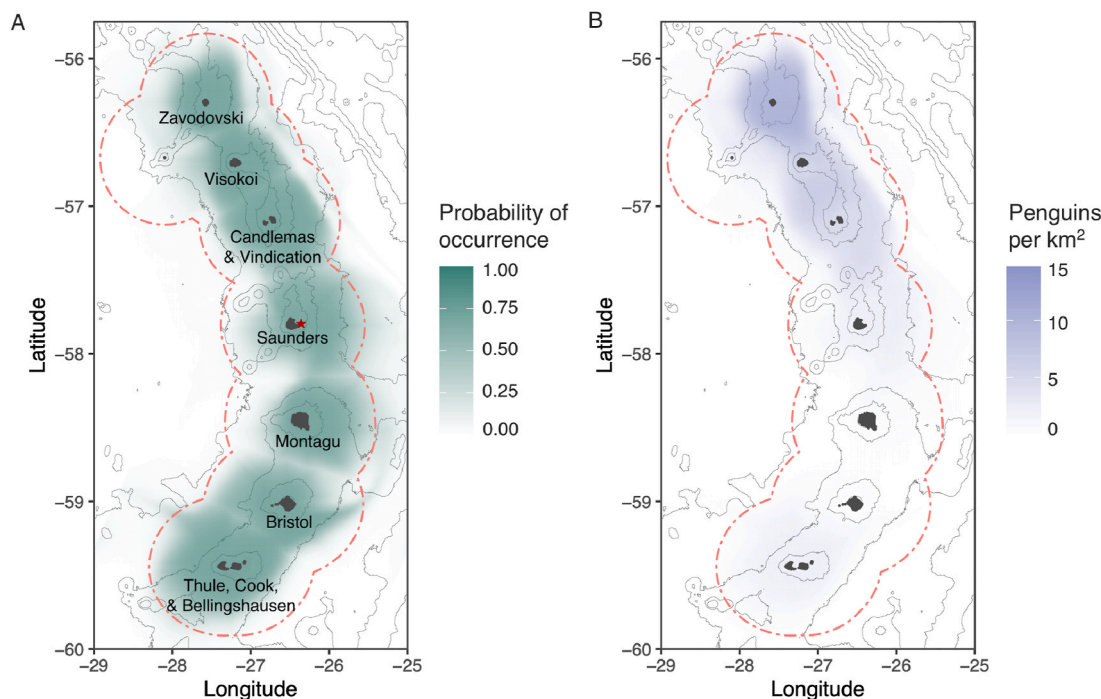 A
−56
−57
−58
−59
−60
Latitude
−29
−28
−27
−26
−25
Longitude
Zavodovski
Visokoi
Candlemas
& Vindication
Saunders
Montagu
Bristol
Thule, Cook,
& Bellingshausen
Probability of
occurrence
1.00
0.75
0.50
0.25
0.00
B
−56
−57
−58
−59
−60
Latitude
−29
−28
−27
−26
−25
Longitude
Penguins
per km²
15
10
5
0